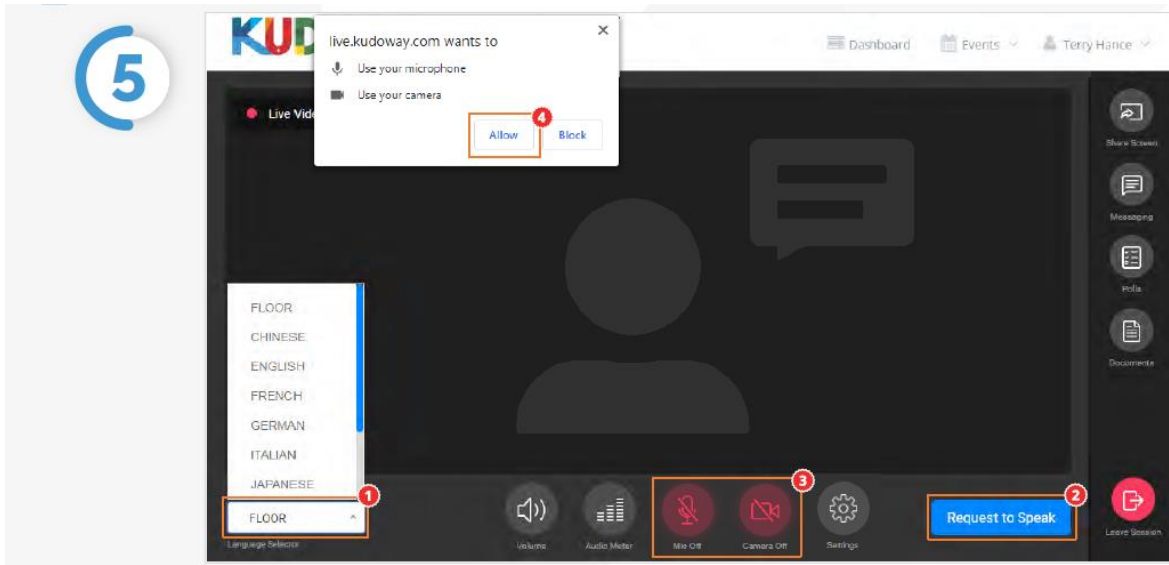 5
KUD
live.kudoway.com wants to
Use your microphone
Use your camera
Allow
4
Block
Dashboard
Events
Terry Hance
Live Vide
Share Screen
Messaging
Polls
Documents
FLOOR
CHINESE
ENGLISH
FRENCH
GERMAN
ITALIAN
JAPANESE
1
FLOOR
Language Selector
Volume
Audio Meter
3
Mic Off
Camera Off
Settings
2
Request to Speak
Leave Session